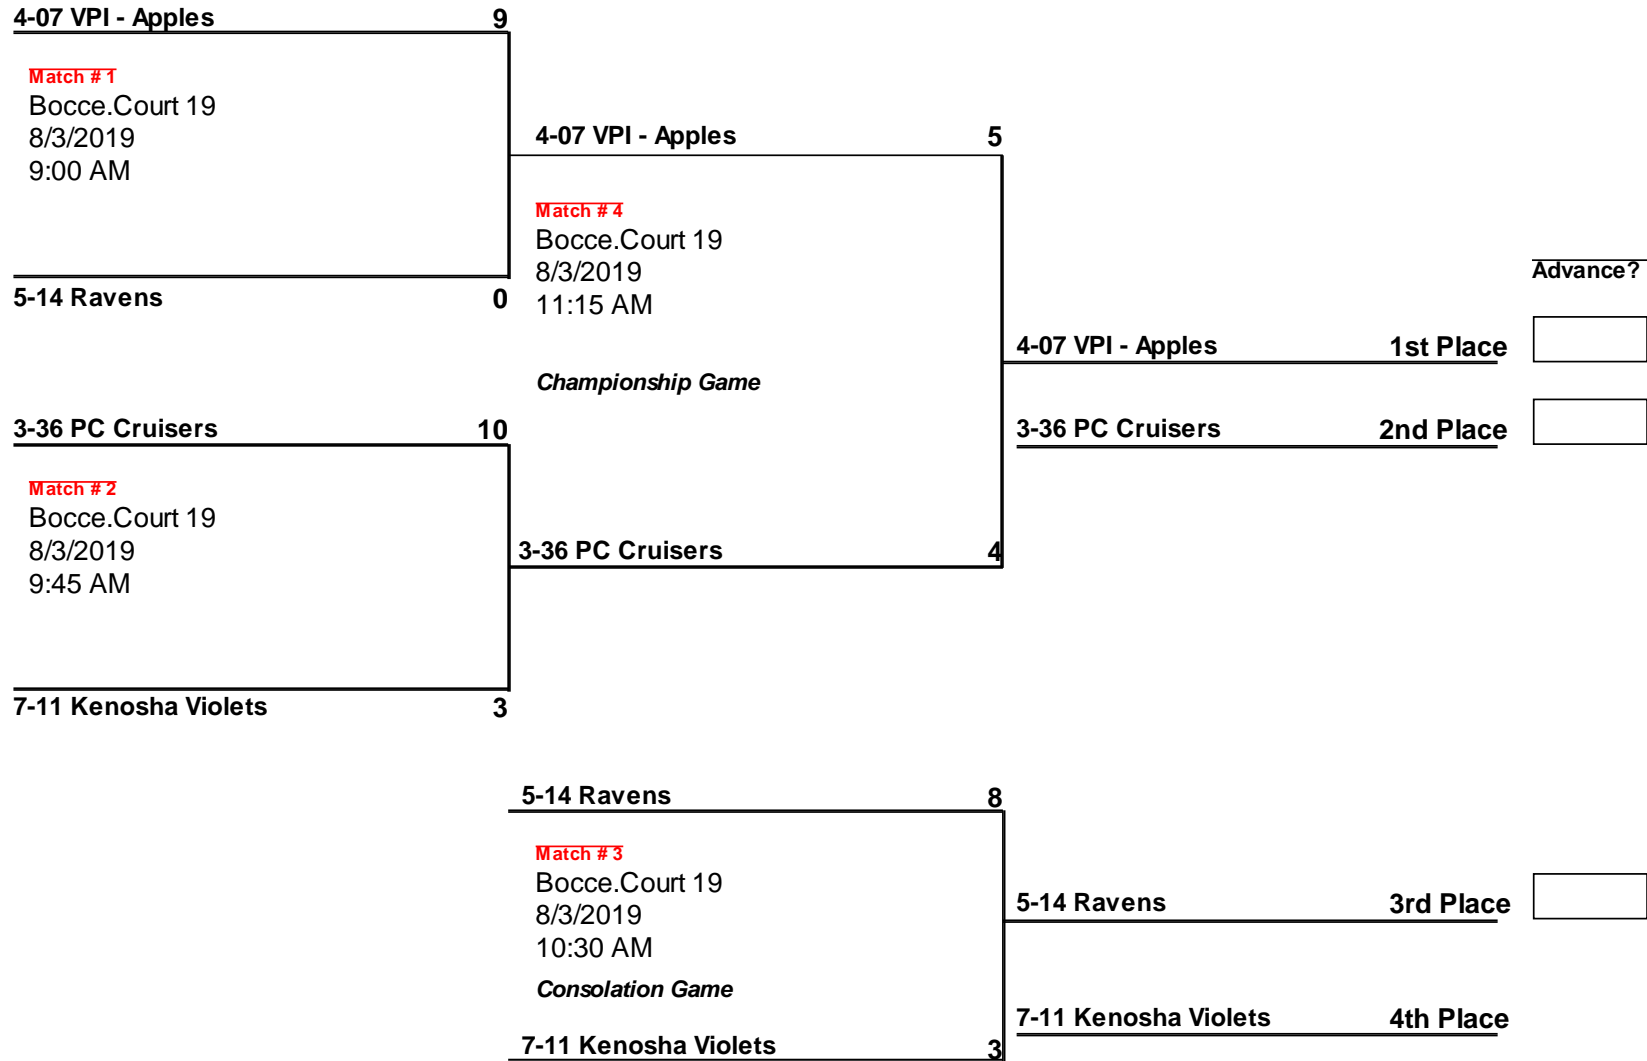 4-07 VPI - Apples 9
Match # 1
Bocce.Court 19
8/3/2019
9:00 AM
5-14 Ravens 0
4-07 VPI - Apples 5
Match # 4
Bocce.Court 19
8/3/2019
11:15 AM
Championship Game
3-36 PC Cruisers 4
Advance?
4-07 VPI - Apples 1st Place
3-36 PC Cruisers 2nd Place
3-36 PC Cruisers 10
Match # 2
Bocce.Court 19
8/3/2019
9:45 AM
7-11 Kenosha Violets 3
5-14 Ravens 8
Match # 3
Bocce.Court 19
8/3/2019
10:30 AM
Consolation Game
7-11 Kenosha Violets 3
5-14 Ravens 3rd Place
7-11 Kenosha Violets 4th Place